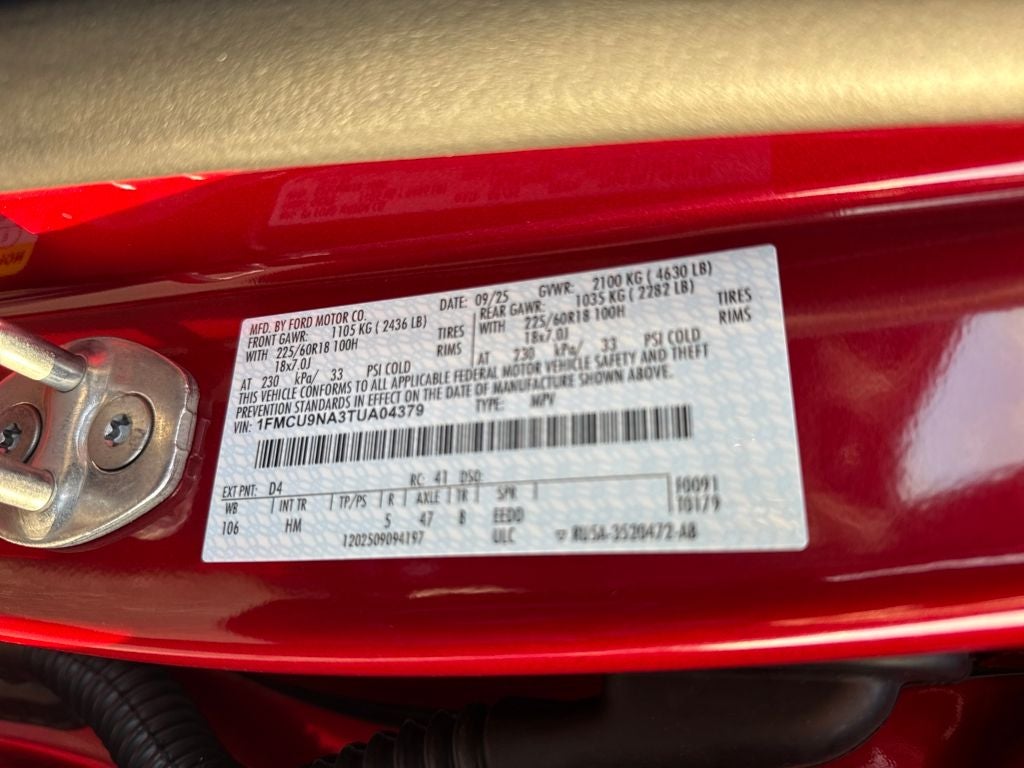 MFD. BY FORD MOTOR CO.
DATE: 09/25 GVWR: 2100 KG ( 4630 LB)
FRONT GAWR: 1105 KG ( 2436 LB) REAR GAWR: 1035 KG ( 2282 LB)
WITH 225/60R18 100H TIRES WITH 225/60R18 100H TIRES
18x7.0J RIMS 18x7.0J RIMS
AT 230 kPa/ 33 PSI COLD AT 230 kPa/ 33 PSI COLD
THIS VEHICLE CONFORMS TO ALL APPLICABLE FEDERAL MOTOR VEHICLE SAFETY AND THEFT
PREVENTION STANDARDS IN EFFECT ON THE DATE OF MANUFACTURE SHOWN ABOVE.
VIN: 1FMCU9NA3TUA04379 TYPE: MPV
EXT PNT: D4 RC: 41 DSO: F0091
WB INT TR TP/PS R AXLE TR SPR T0179
106 HM 5 47 8 EEDD
1202509094197 ULC